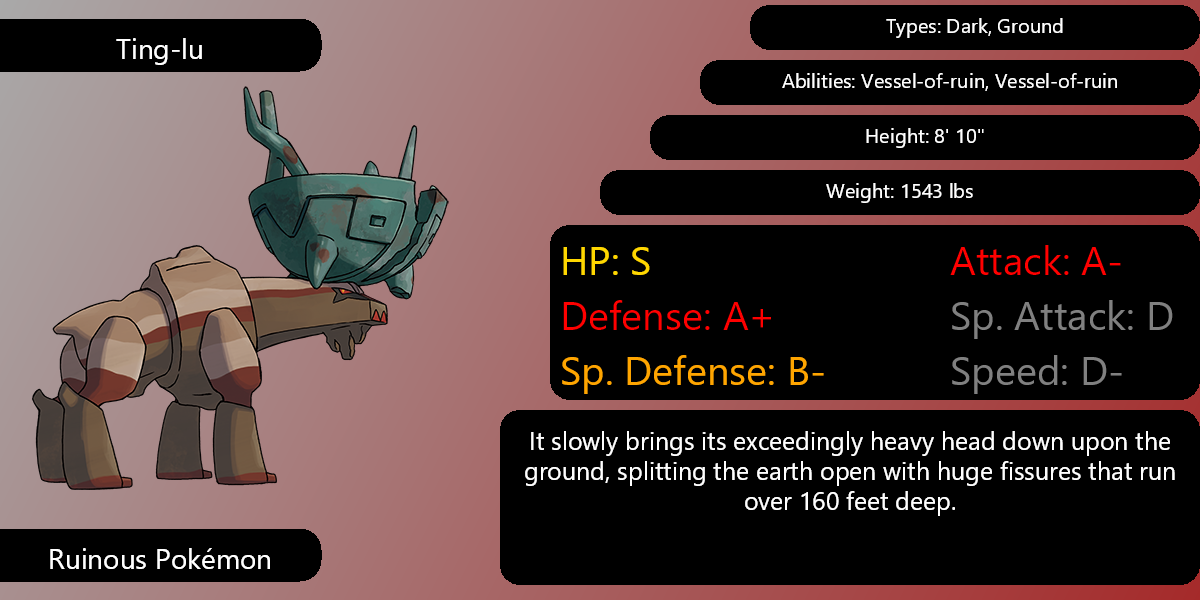 Ting-lu
Types: Dark, Ground
Abilities: Vessel-of-ruin, Vessel-of-ruin
Height: 8' 10"
Weight: 1543 lbs
HP: S
Attack: A-
Defense: A+
Sp. Attack: D
Sp. Defense: B-
Speed: D-
It slowly brings its exceedingly heavy head down upon the
ground, splitting the earth open with huge fissures that run
over 160 feet deep.
Ruinous Pokémon